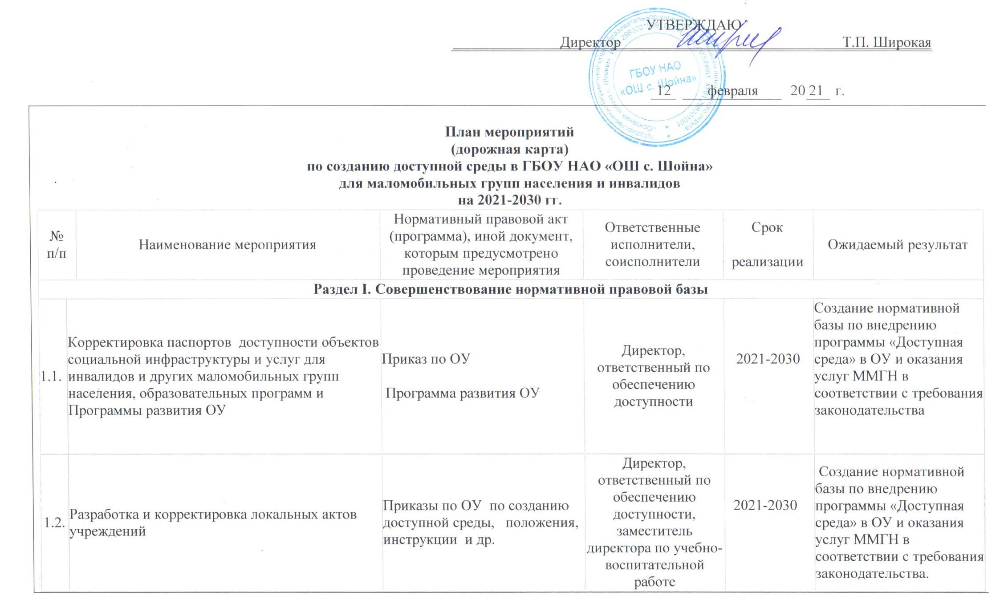 УТВЕРЖДАЮ
Директор Т.П. Широкая
ГБОУ НАО
«ОШ с. Шойна»
12 февраля 20 21 г.
План мероприятий
(дорожная карта)
по созданию доступной среды в ГБОУ НАО «ОШ с. Шойна»
для маломобильных групп населения и инвалидов
на 2021-2030 гг.
№
п/п
Наименование мероприятия
Нормативный правовой акт
(программа), иной документ,
которым предусмотрено
проведение мероприятия
Ответственные
исполнители,
соисполнители
Срок
реализации
Ожидаемый результат
Раздел I. Совершенствование нормативной правовой базы
1.1.
Корректировка паспортов доступности объектов
социальной инфраструктуры и услуг для
инвалидов и других маломобильных групп
населения, образовательных программ и
Программы развития ОУ
Приказ по ОУ
Программа развития ОУ
Директор,
ответственный по
обеспечению
доступности
2021-2030
Создание нормативной
базы по внедрению
программы «Доступная
среда» в ОУ и оказания
услуг ММГН в
соответствии с требования
законодательства
1.2.
Разработка и корректировка локальных актов
учреждений
Приказы по ОУ по созданию
доступной среды, положения,
инструкции и др.
Директор,
ответственный по
обеспечению
доступности,
заместитель
директора по учебно-
воспитательной
работе
2021-2030
Создание нормативной
базы по внедрению
программы «Доступная
среда» в ОУ и оказания
услуг ММГН в
соответствии с требования
законодательства.